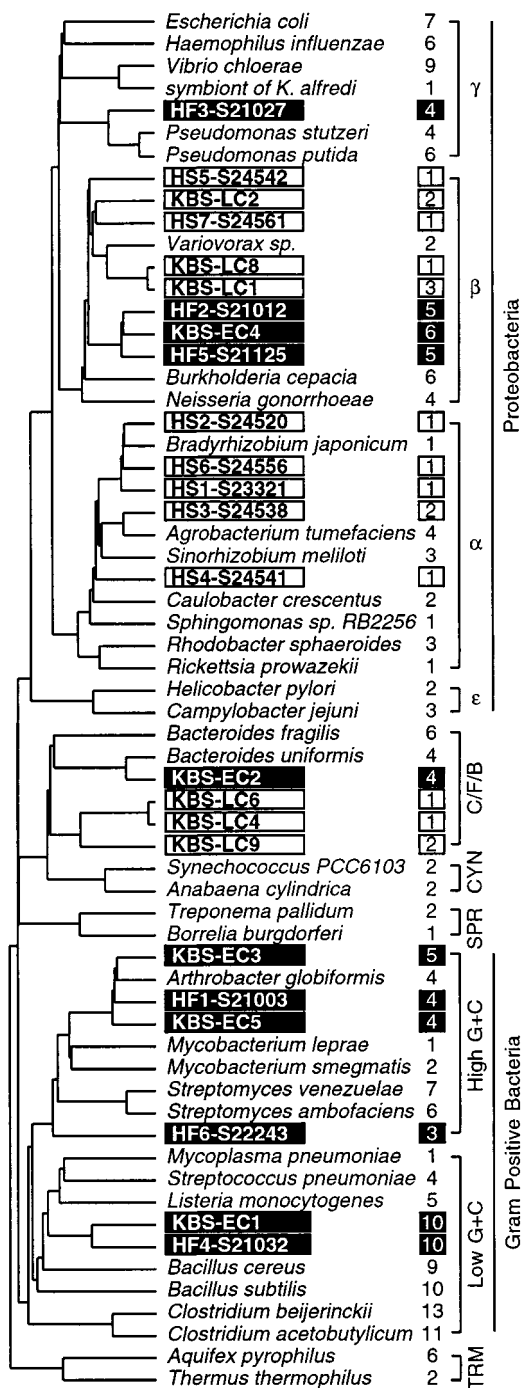 Escherichia coli 7
Haemophilus influenzae 6
Vibrio chloerae 9
symbiont of K. alfredi 1
HF3-S21027 4
Pseudomonas stutzeri 4
Pseudomonas putida 6
γ
HS5-S24542 1
KBS-LC2 2
HS7-S24561 1
Variovorax sp. 2
KBS-LC8 1
KBS-LC1 3
HF2-S21012 5
KBS-EC4 6
HF5-S21125 5
Burkholderia cepacia 6
Neisseria gonorrhoeae 4
β
HS2-S24520 1
Bradyrhizobium japonicum 1
HS6-S24556 1
HS1-S23321 1
HS3-S24538 2
Agrobacterium tumefaciens 4
Sinorhizobium meliloti 3
HS4-S24541 1
Caulobacter crescentus 2
Sphingomonas sp. RB2256 1
Rhodobacter sphaeroides 3
Rickettsia prowazekii 1
α
Helicobacter pylori 2
Campylobacter jejuni 3
ε
Proteobacteria
Bacteroides fragilis 6
Bacteroides uniformis 4
KBS-EC2 4
KBS-LC6 1
KBS-LC4 1
KBS-LC9 2
C/F/B
Synechococcus PCC6103 2
Anabaena cylindrica 2
CYN
Treponema pallidum 2
Borrelia burgdorferi 1
SPR
KBS-EC3 5
Arthrobacter globiformis 4
HF1-S21003 4
KBS-EC5 4
Mycobacterium leprae 1
Mycobacterium smegmatis 2
Streptomyces venezuelae 7
Streptomyces ambofaciens 6
HF6-S22243 3
High G+C
Mycoplasma pneumoniae 1
Streptococcus pneumoniae 4
Listeria monocytogenes 5
KBS-EC1 10
HF4-S21032 10
Bacillus cereus 9
Bacillus subtilis 10
Clostridium beijerinckii 13
Clostridium acetobutylicum 11
Low G+C
Gram Positive Bacteria
Aquifex pyrophilus 6
Thermus thermophilus 2
TRM